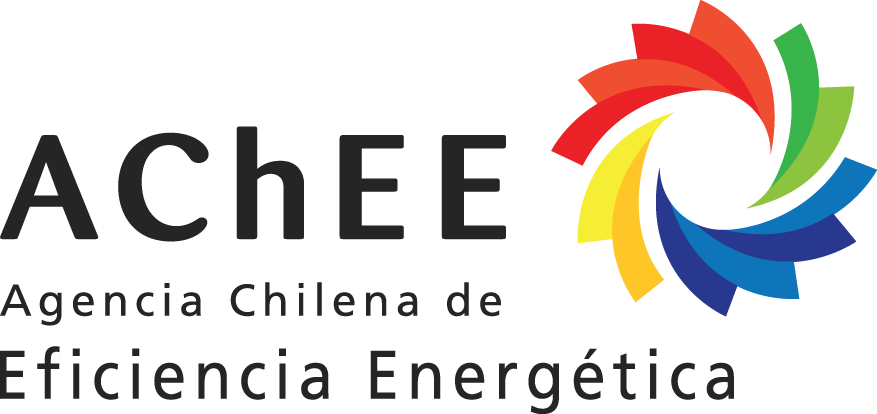 AChEE
Agencia Chilena de
Eficiencia Energética